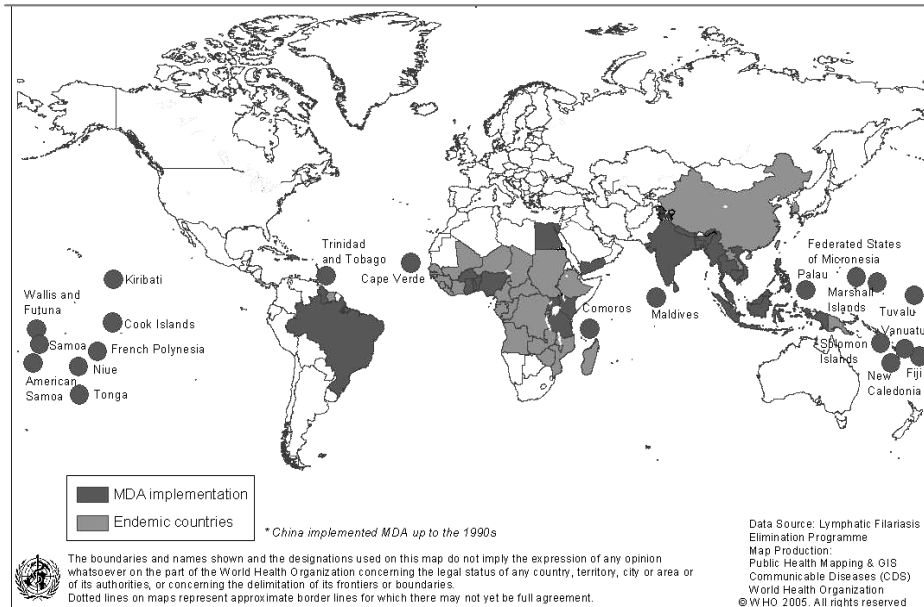 Trinidad
and Tobago
Cape Verde
Kiribati
Wallis and
Futuna
Cook Islands
Samoa
French Polynesia
Niue
American
Samoa
Tonga
Comoros
Maldives
Federated States
of Micronesia
Palau
Marshall
Islands
Tuvalu
Vanuatu
Solomon
Islands
New
Caledonia
Fiji
MDA implementation
Endemic countries
* China implemented MDA up to the 1990s
The boundaries and names shown and the designations used on this map do not imply the expression of any opinion
whatsoever on the part of the World Health Organization concerning the legal status of any country, territory, city or area or
of its authorities, or concerning the delimitation of its frontiers or boundaries.
Dotted lines on maps represent approximate border lines for which there may not yet be full agreement.
Data Source: Lymphatic Filariasis
Elimination Programme
Map Production:
Public Health Mapping & GIS
Communicable Diseases (CDS)
World Health Organization
© WHO 2005. All rights reserved